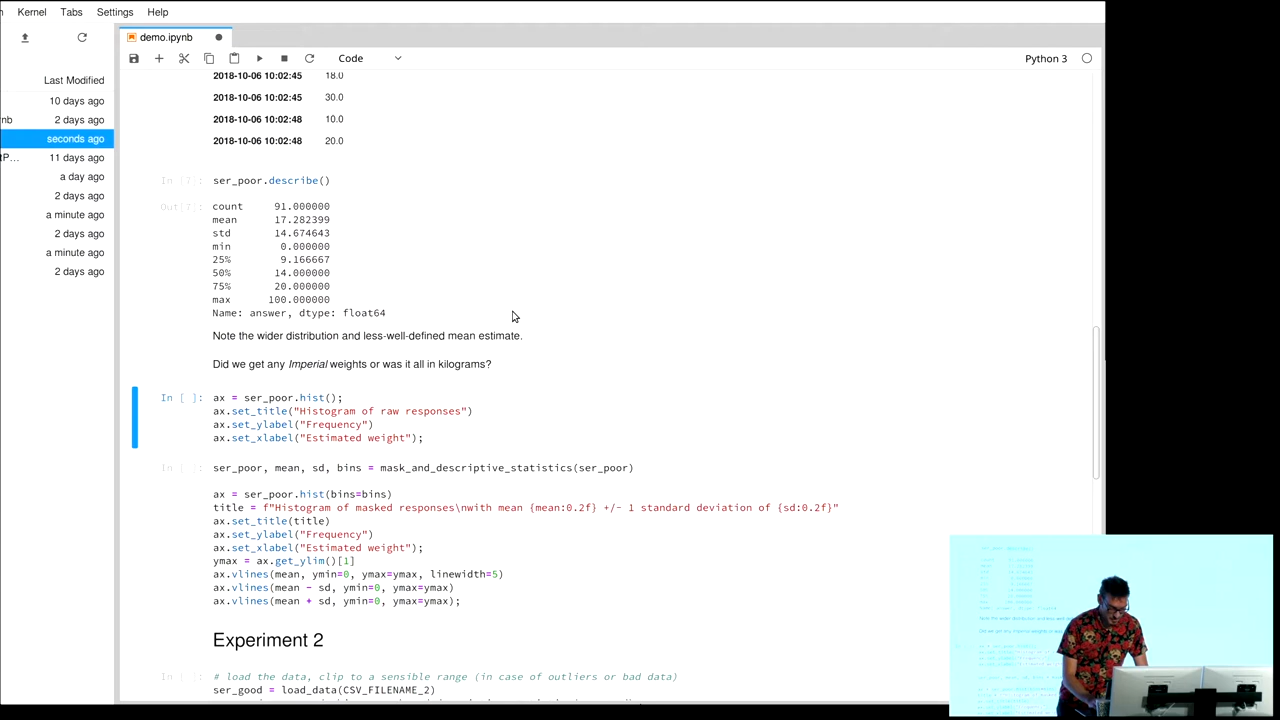 Kernel Tabs Settings Help
demo.ipynb
Code
Python 3
Last Modified
10 days ago
nb 2 days ago
seconds ago
tP… 11 days ago
a day ago
2 days ago
a minute ago
2 days ago
a minute ago
2 days ago
2018-10-06 10:02:45 18.0
2018-10-06 10:02:45 30.0
2018-10-06 10:02:48 10.0
2018-10-06 10:02:48 20.0
In [7]: ser_poor.describe()
Out[7]: count 91.000000
mean 17.282399
std 14.674643
min 0.000000
25% 9.166667
50% 14.000000
75% 20.000000
max 100.000000
Name: answer, dtype: float64
Note the wider distribution and less-well-defined mean estimate.
Did we get any Imperial weights or was it all in kilograms?
In [ ]: ax = ser_poor.hist();
ax.set_title("Histogram of raw responses")
ax.set_ylabel("Frequency")
ax.set_xlabel("Estimated weight");
In [ ]: ser_poor, mean, sd, bins = mask_and_descriptive_statistics(ser_poor)
ax = ser_poor.hist(bins=bins)
title = f"Histogram of masked responses\nwith mean {mean:0.2f} +/- 1 standard deviation of {sd:0.2f}"
ax.set_title(title)
ax.set_ylabel("Frequency")
ax.set_xlabel("Estimated weight");
ymax = ax.get_ylim()[1]
ax.vlines(mean, ymin=0, ymax=ymax, linewidth=5)
ax.vlines(mean - sd, ymin=0, ymax=ymax)
ax.vlines(mean + sd, ymin=0, ymax=ymax);
Experiment 2
In [ ]: # load the data, clip to a sensible range (in case of outliers or bad data)
ser_good = load_data(CSV_FILENAME_2)